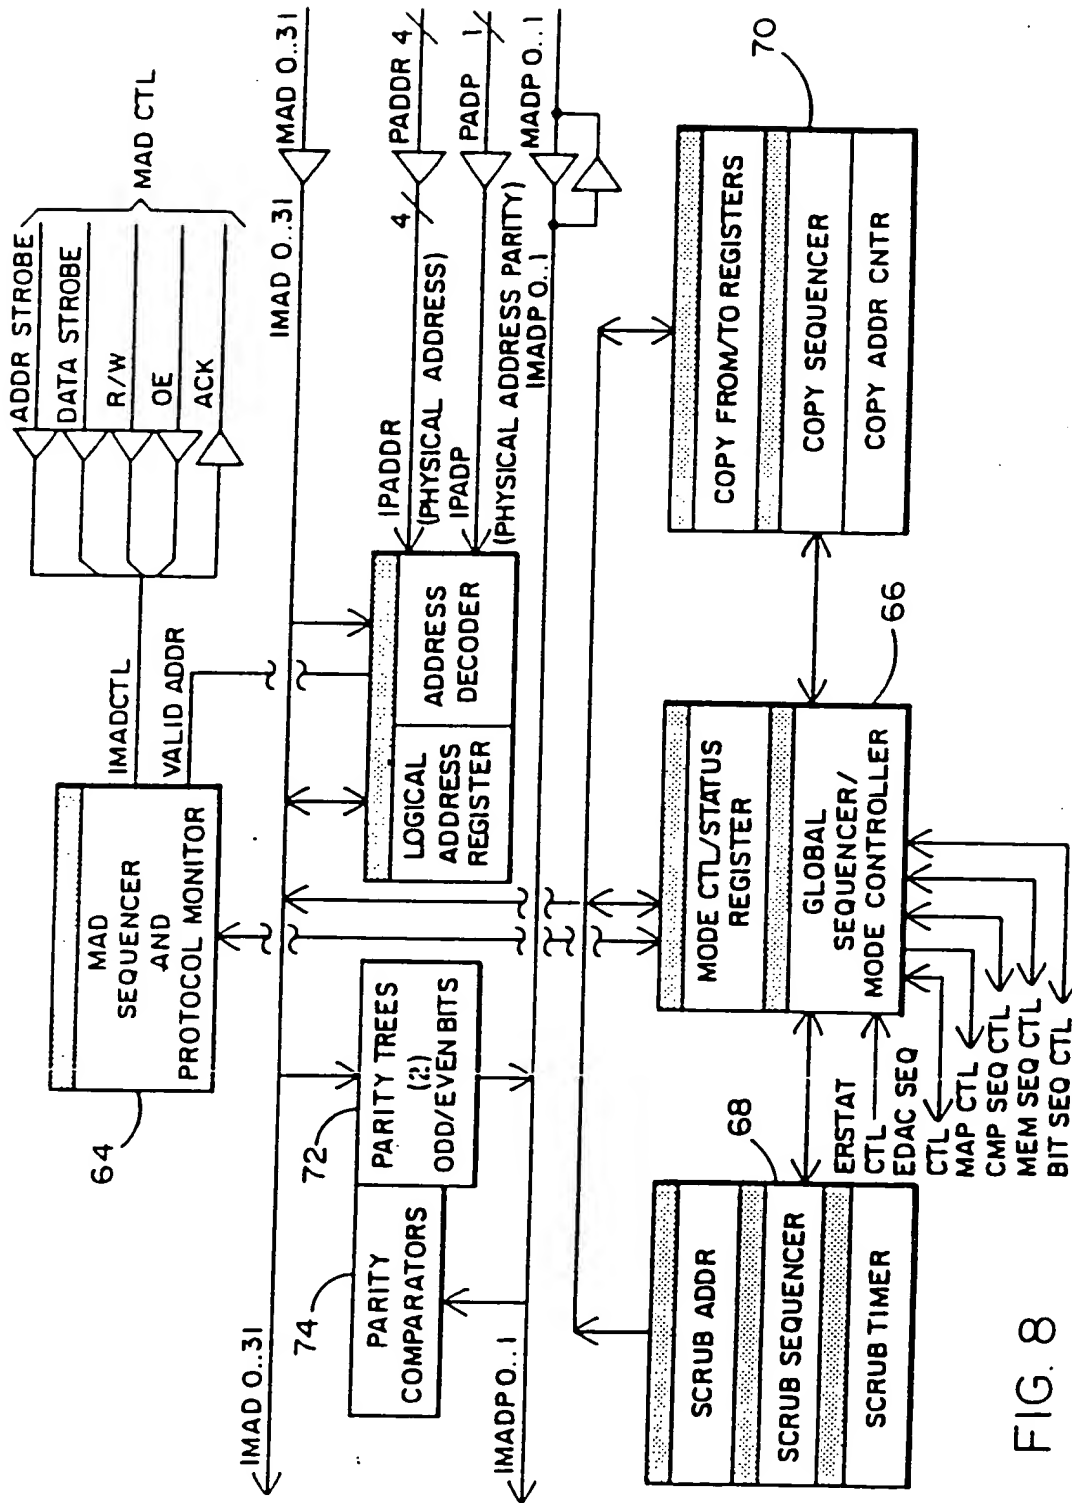 ADDR STROBE
DATA STROBE
R/W
OE
ACK
MAD CTL
IMADCTL
VALID ADDR
MAD
SEQUENCER
AND
PROTOCOL MONITOR
64
IMAD 0..31
IMAD 0..31
MAD 0..31
PARITY TREES
(2)
ODD/EVEN BITS
72
PARITY
COMPARATORS
74
LOGICAL
ADDRESS
REGISTER
ADDRESS
DECODER
IPADDR
(PHYSICAL ADDRESS)
IPADP
(PHYSICAL ADDRESS PARITY)
4
PADDR 4
PADP 1
IMADP 0..1
IMADP 0..1
MADP 0..1
SCRUB ADDR
SCRUB SEQUENCER
SCRUB TIMER
68
MODE CTL/STATUS
REGISTER
GLOBAL
SEQUENCER/
MODE CONTROLLER
66
COPY FROM/TO REGISTERS
COPY SEQUENCER
COPY ADDR CNTR
70
ERSTAT
CTL
EDAC SEQ
CTL
MAP CTL
CMP SEQ CTL
MEM SEQ CTL
BIT SEQ CTL
FIG. 8